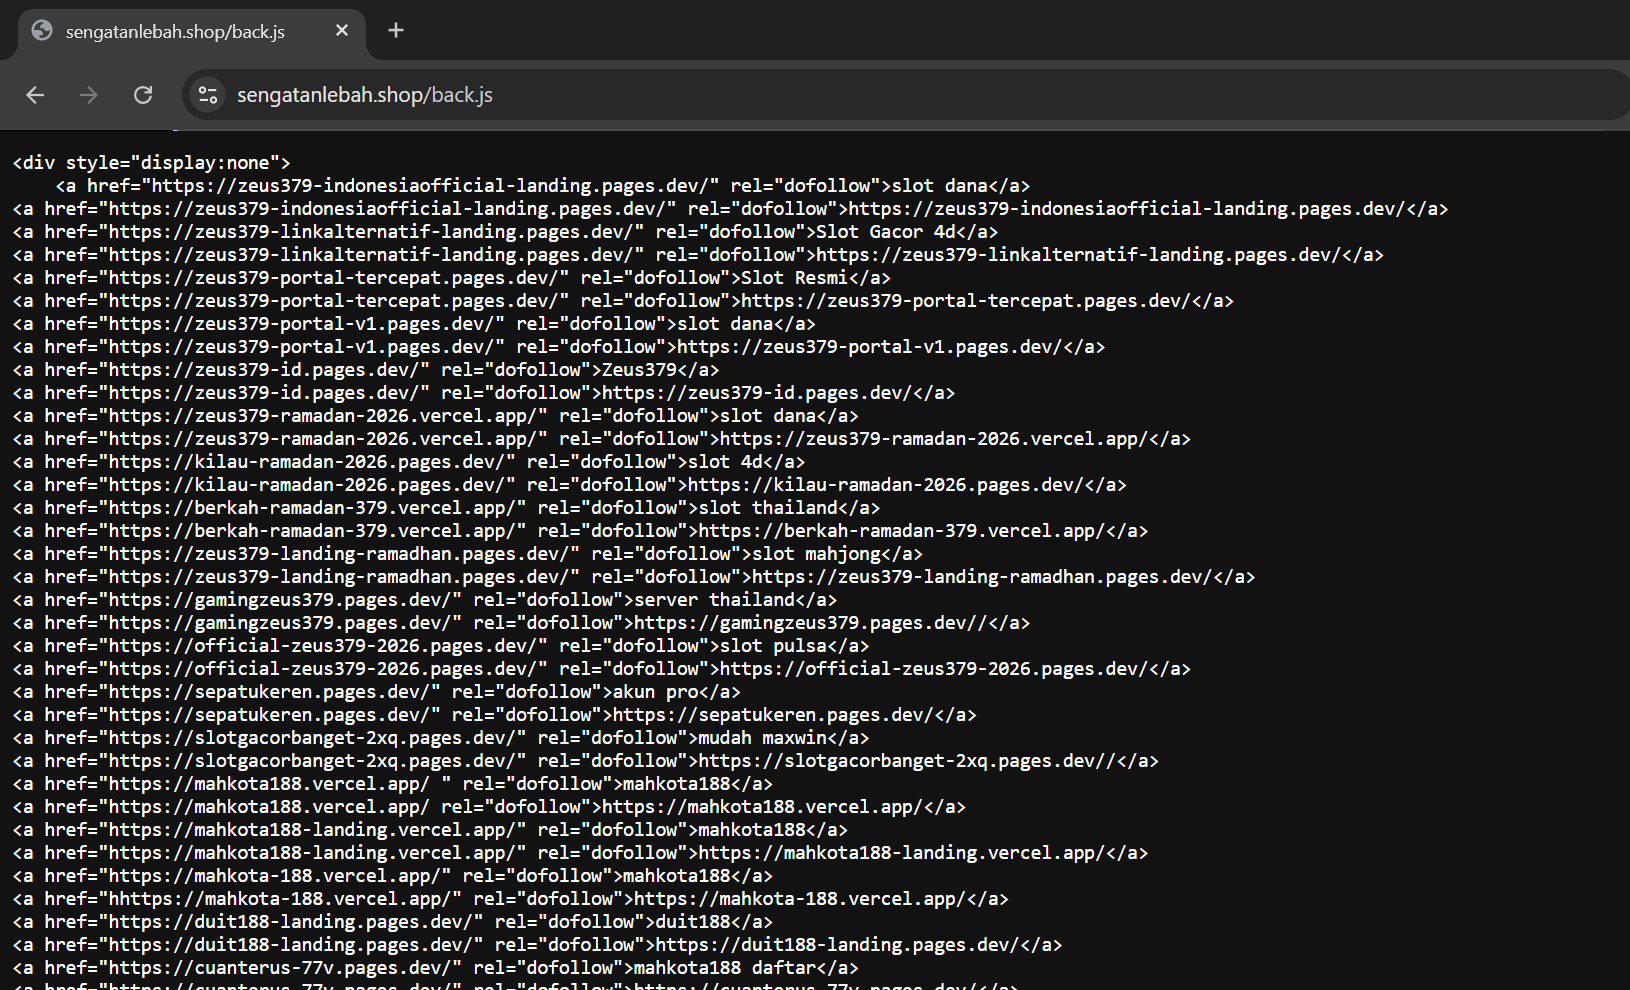 sengatanlebah.shop/back.js
sengatanlebah.shop/back.js
<div style="display:none">
    <a href="https://zeus379-indonesiaofficial-landing.pages.dev/" rel="dofollow">slot dana</a>
<a href="https://zeus379-indonesiaofficial-landing.pages.dev/" rel="dofollow">https://zeus379-indonesiaofficial-landing.pages.dev/</a>
<a href="https://zeus379-linkalternatif-landing.pages.dev/" rel="dofollow">Slot Gacor 4d</a>
<a href="https://zeus379-linkalternatif-landing.pages.dev/" rel="dofollow">https://zeus379-linkalternatif-landing.pages.dev/</a>
<a href="https://zeus379-portal-tercepat.pages.dev/" rel="dofollow">Slot Resmi</a>
<a href="https://zeus379-portal-tercepat.pages.dev/" rel="dofollow">https://zeus379-portal-tercepat.pages.dev/</a>
<a href="https://zeus379-portal-v1.pages.dev/" rel="dofollow">slot dana</a>
<a href="https://zeus379-portal-v1.pages.dev/" rel="dofollow">https://zeus379-portal-v1.pages.dev/</a>
<a href="https://zeus379-id.pages.dev/" rel="dofollow">Zeus379</a>
<a href="https://zeus379-id.pages.dev/" rel="dofollow">https://zeus379-id.pages.dev/</a>
<a href="https://zeus379-ramadan-2026.vercel.app/" rel="dofollow">slot dana</a>
<a href="https://zeus379-ramadan-2026.vercel.app/" rel="dofollow">https://zeus379-ramadan-2026.vercel.app/</a>
<a href="https://kilau-ramadan-2026.pages.dev/" rel="dofollow">slot 4d</a>
<a href="https://kilau-ramadan-2026.pages.dev/" rel="dofollow">https://kilau-ramadan-2026.pages.dev/</a>
<a href="https://berkah-ramadan-379.vercel.app/" rel="dofollow">slot thailand</a>
<a href="https://berkah-ramadan-379.vercel.app/" rel="dofollow">https://berkah-ramadan-379.vercel.app/</a>
<a href="https://zeus379-landing-ramadhan.pages.dev/" rel="dofollow">slot mahjong</a>
<a href="https://zeus379-landing-ramadhan.pages.dev/" rel="dofollow">https://zeus379-landing-ramadhan.pages.dev/</a>
<a href="https://gamingzeus379.pages.dev/" rel="dofollow">server thailand</a>
<a href="https://gamingzeus379.pages.dev/" rel="dofollow">https://gamingzeus379.pages.dev//</a>
<a href="https://official-zeus379-2026.pages.dev/" rel="dofollow">slot pulsa</a>
<a href="https://official-zeus379-2026.pages.dev/" rel="dofollow">https://official-zeus379-2026.pages.dev/</a>
<a href="https://sepatukeren.pages.dev/" rel="dofollow">akun pro</a>
<a href="https://sepatukeren.pages.dev/" rel="dofollow">https://sepatukeren.pages.dev/</a>
<a href="https://slotgacorbanget-2xq.pages.dev/" rel="dofollow">mudah maxwin</a>
<a href="https://slotgacorbanget-2xq.pages.dev/" rel="dofollow">https://slotgacorbanget-2xq.pages.dev//</a>
<a href="https://mahkota188.vercel.app/ " rel="dofollow">mahkota188</a>
<a href="https://mahkota188.vercel.app/ rel="dofollow">https://mahkota188.vercel.app/</a>
<a href="https://mahkota188-landing.vercel.app/" rel="dofollow">mahkota188</a>
<a href="https://mahkota188-landing.vercel.app/" rel="dofollow">https://mahkota188-landing.vercel.app/</a>
<a href="https://mahkota-188.vercel.app/" rel="dofollow">mahkota188</a>
<a href="hhttps://mahkota-188.vercel.app/" rel="dofollow">https://mahkota-188.vercel.app/</a>
<a href="https://duit188-landing.pages.dev/" rel="dofollow">duit188</a>
<a href="https://duit188-landing.pages.dev/" rel="dofollow">https://duit188-landing.pages.dev/</a>
<a href="https://cuanterus-77v.pages.dev/" rel="dofollow">mahkota188 daftar</a>
<a href="https://cuanterus-77v.pages.dev/" rel="dofollow">https://cuanterus-77v.pages.dev/</a>